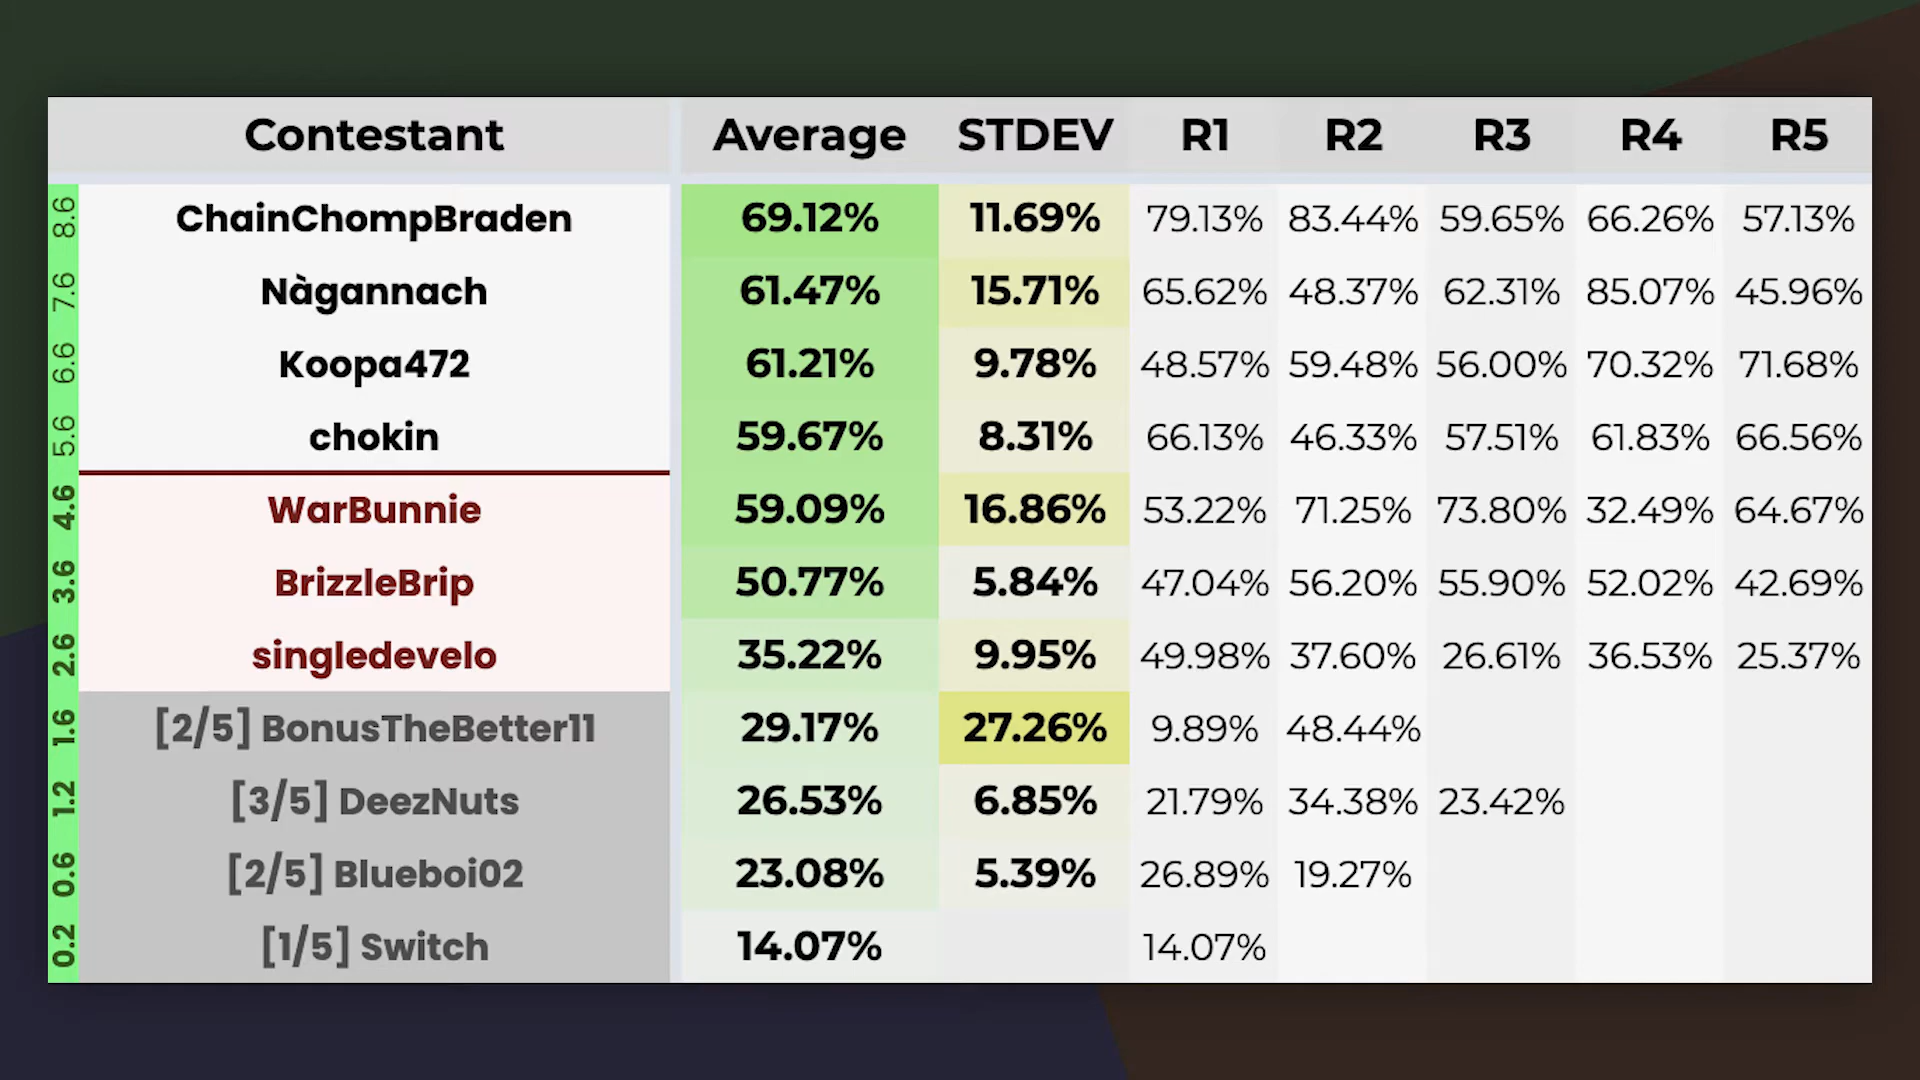 Contestant Average STDEV R1 R2 R3 R4 R5
8.6 ChainChompBraden 69.12% 11.69% 79.13% 83.44% 59.65% 66.26% 57.13%
7.6 Nàgannach 61.47% 15.71% 65.62% 48.37% 62.31% 85.07% 45.96%
6.6 Koopa472 61.21% 9.78% 48.57% 59.48% 56.00% 70.32% 71.68%
5.6 chokin 59.67% 8.31% 66.13% 46.33% 57.51% 61.83% 66.56%
4.6 WarBunnie 59.09% 16.86% 53.22% 71.25% 73.80% 32.49% 64.67%
3.6 BrizzleBrip 50.77% 5.84% 47.04% 56.20% 55.90% 52.02% 42.69%
2.6 singledevelo 35.22% 9.95% 49.98% 37.60% 26.61% 36.53% 25.37%
1.6 [2/5] BonusTheBetter11 29.17% 27.26% 9.89% 48.44%
1.2 [3/5] DeezNuts 26.53% 6.85% 21.79% 34.38% 23.42%
0.6 [2/5] Blueboi02 23.08% 5.39% 26.89% 19.27%
0.2 [1/5] Switch 14.07% 14.07%